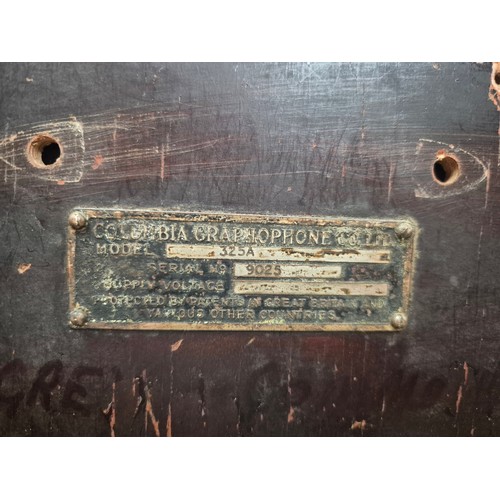 COLUMBIA GRAPHOPHONE Co. LTD
MODEL 325A
SERIAL No 9025
SUPPLY VOLTAGE
PROTECTED BY PATENTS IN GREAT BRITAIN AND
VARIOUS OTHER COUNTRIES
GRE